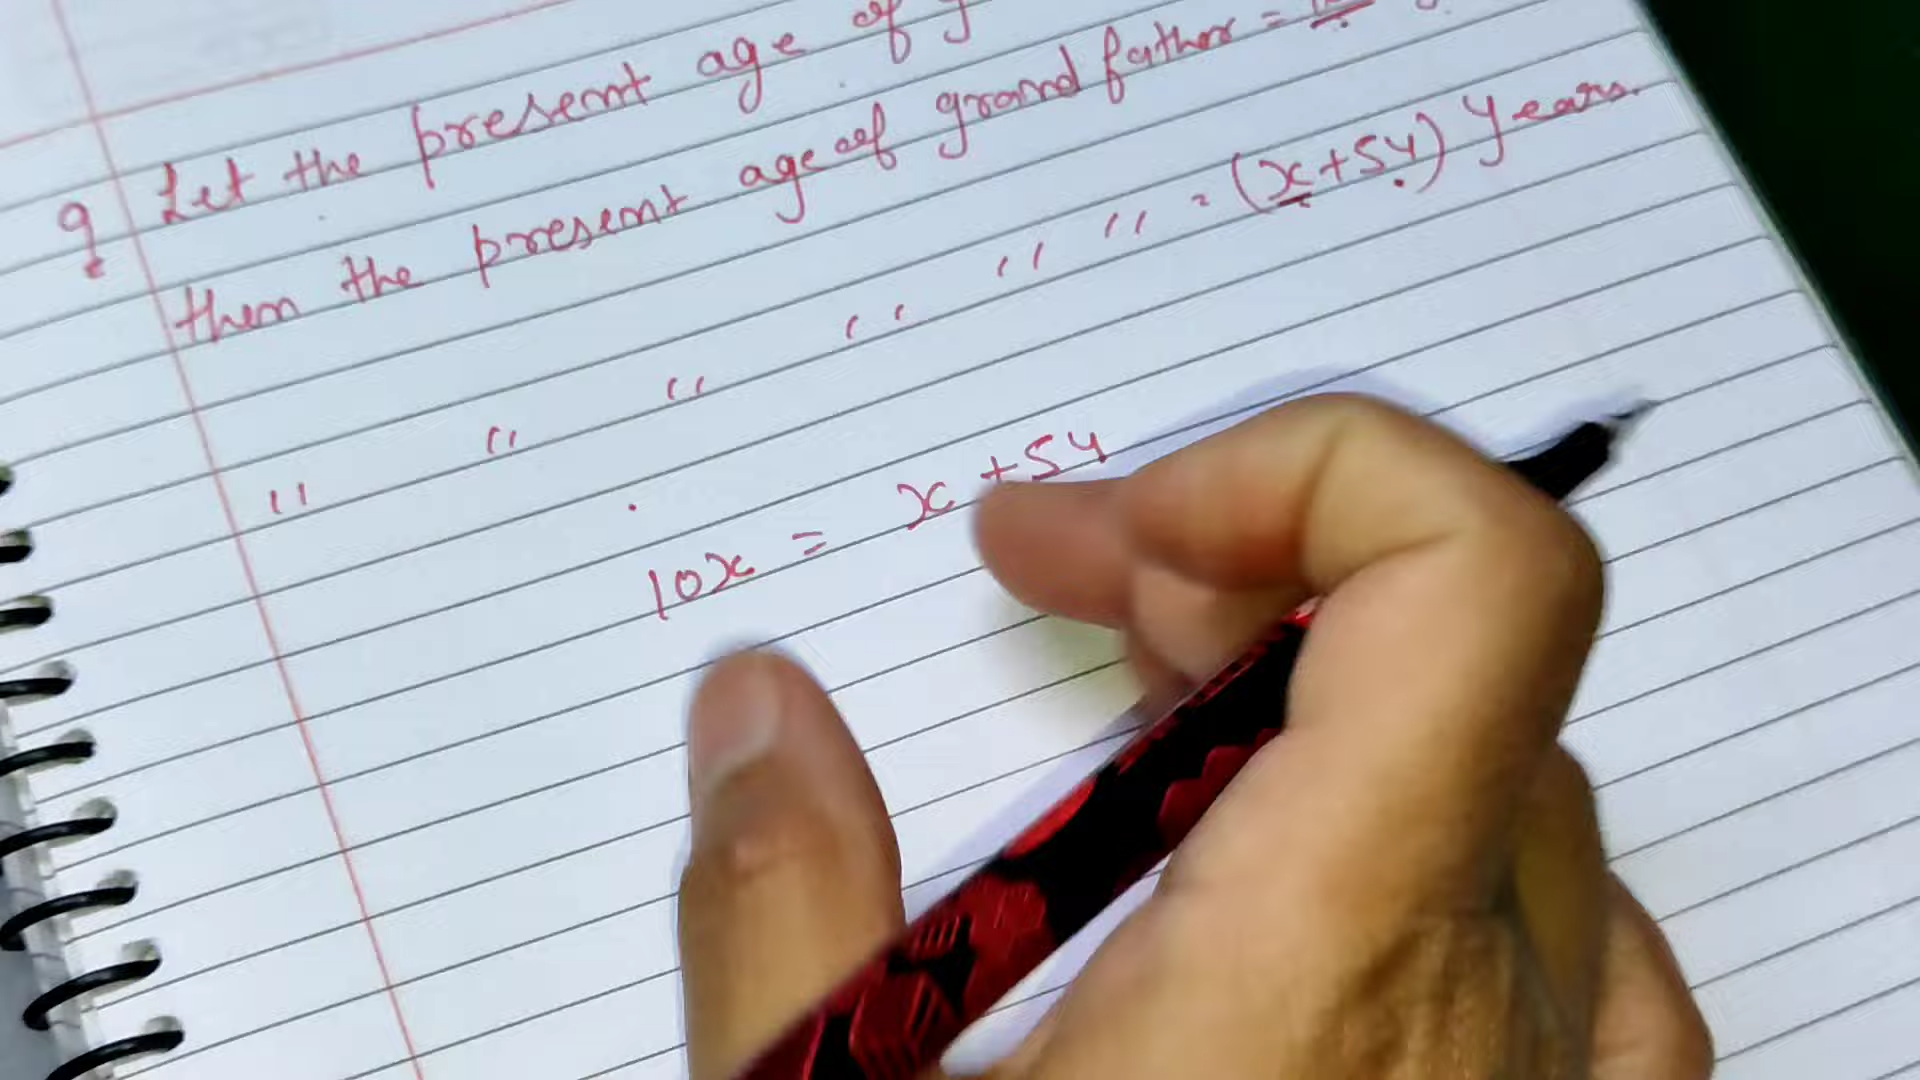 9 Let the present age of
then the present age of grand father =
" " " " " " = (x+54) Years.
10x = x +54